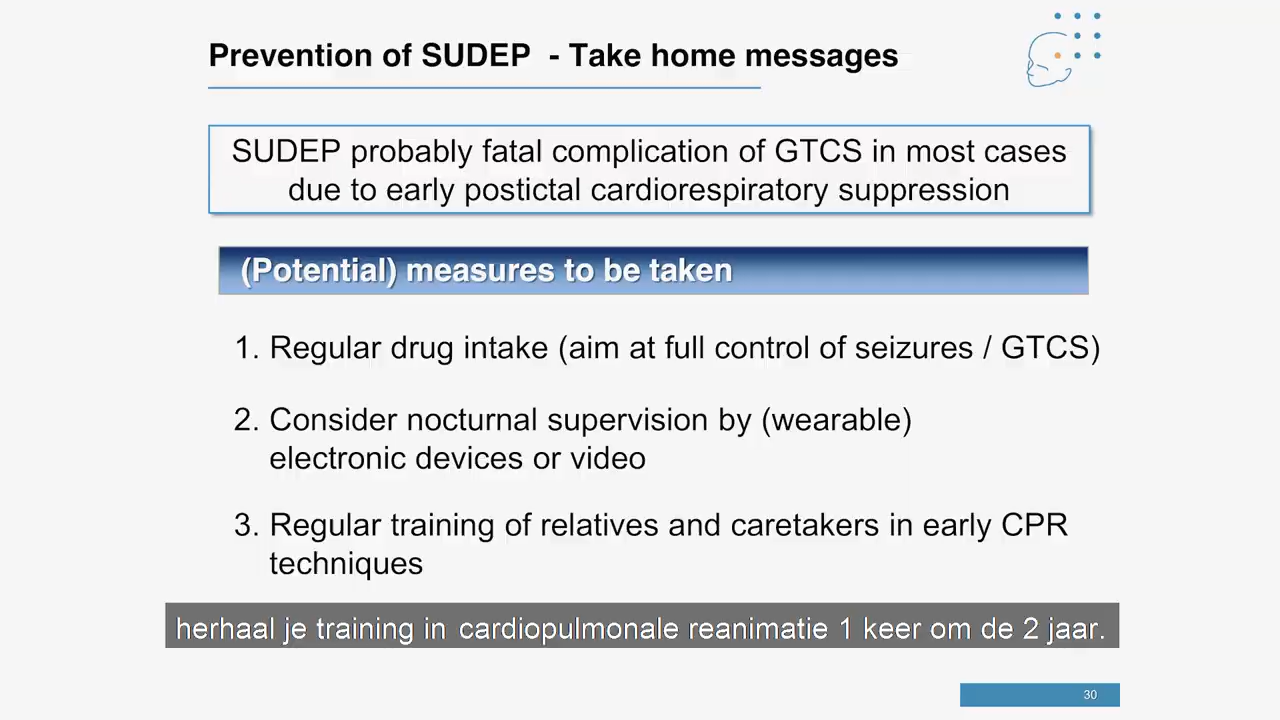 Prevention of SUDEP - Take home messages
SUDEP probably fatal complication of GTCS in most cases
due to early postictal cardiorespiratory suppression
(Potential) measures to be taken
1. Regular drug intake (aim at full control of seizures / GTCS)
2. Consider nocturnal supervision by (wearable)
electronic devices or video
3. Regular training of relatives and caretakers in early CPR
techniques
herhaal je training in cardiopulmonale reanimatie 1 keer om de 2 jaar.
30